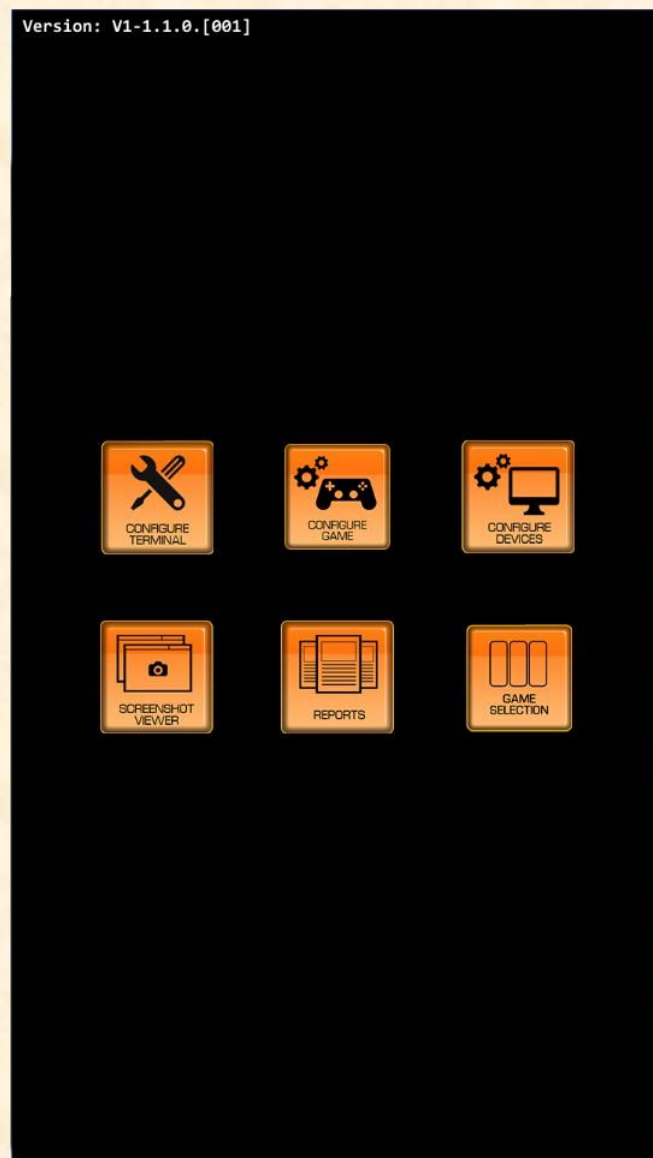 Version: V1-1.1.0.[001]
CONFIGURE
TERMINAL
CONFIGURE
GAME
CONFIGURE
DEVICES
SCREENSHOT
VIEWER
REPORTS
GAME
SELECTION